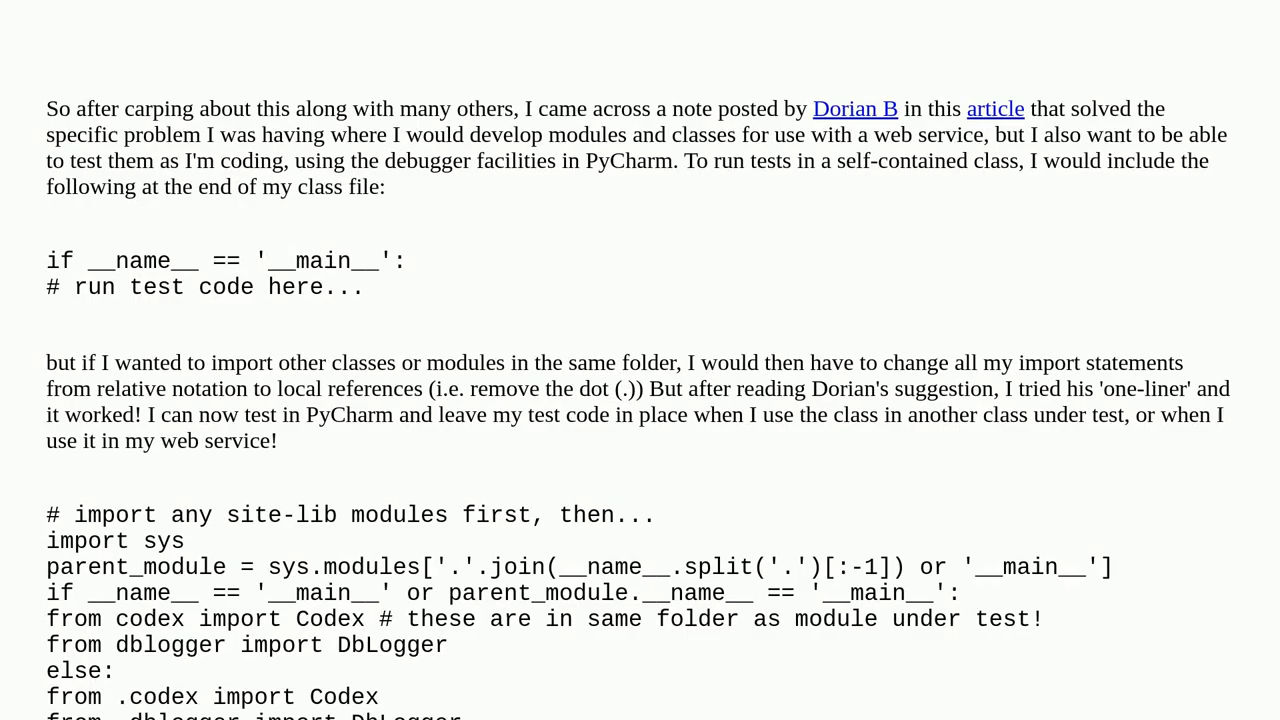 So after carping about this along with many others, I came across a note posted by Dorian B in this article that solved the
specific problem I was having where I would develop modules and classes for use with a web service, but I also want to be able
to test them as I'm coding, using the debugger facilities in PyCharm. To run tests in a self-contained class, I would include the
following at the end of my class file:
if __name__ == '__main__':
# run test code here...
but if I wanted to import other classes or modules in the same folder, I would then have to change all my import statements
from relative notation to local references (i.e. remove the dot (.)) But after reading Dorian's suggestion, I tried his 'one-liner' and
it worked! I can now test in PyCharm and leave my test code in place when I use the class in another class under test, or when I
use it in my web service!
# import any site-lib modules first, then...
import sys
parent_module = sys.modules['.'.join(__name__.split('.')[:-1]) or '__main__']
if __name__ == '__main__' or parent_module.__name__ == '__main__':
from codex import Codex # these are in same folder as module under test!
from dblogger import DbLogger
else:
from .codex import Codex
from .dblogger import DbLogger